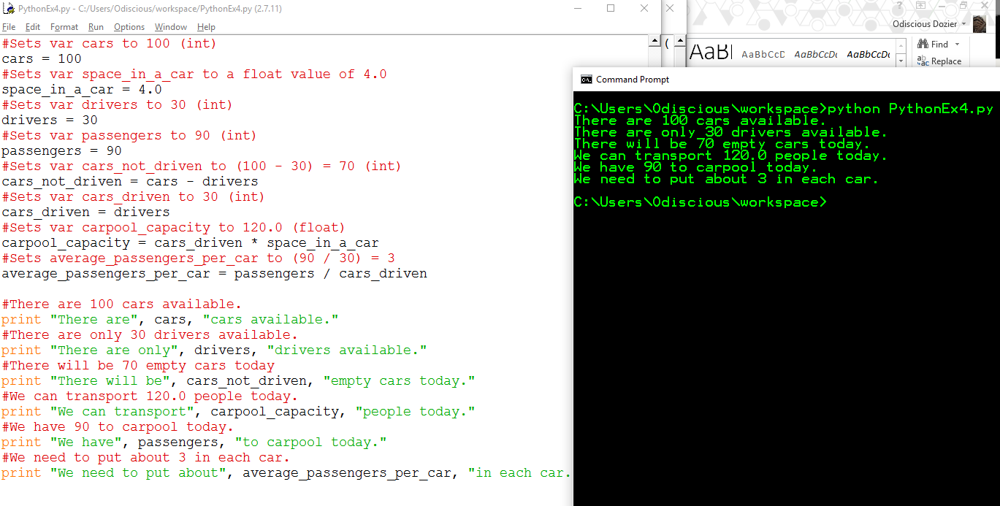 PythonEx4.py - C:/Users/Odiscious/workspace/PythonEx4.py (2.7.11)
File Edit Format Run Options Window Help
#Sets var cars to 100 (int)
cars = 100
#Sets var space_in_a_car to a float value of 4.0
space_in_a_car = 4.0
#Sets var drivers to 30 (int)
drivers = 30
#Sets var passengers to 90 (int)
passengers = 90
#Sets var cars_not_driven to (100 - 30) = 70 (int)
cars_not_driven = cars - drivers
#Sets var cars_driven to 30 (int)
cars_driven = drivers
#Sets var carpool_capacity to 120.0 (float)
carpool_capacity = cars_driven * space_in_a_car
#Sets average_passengers_per_car to (90 / 30) = 3
average_passengers_per_car = passengers / cars_driven
#There are 100 cars available.
print "There are", cars, "cars available."
#There are only 30 drivers available.
print "There are only", drivers, "drivers available."
#There will be 70 empty cars today
print "There will be", cars_not_driven, "empty cars today."
#We can transport 120.0 people today.
print "We can transport", carpool_capacity, "people today."
#We have 90 to carpool today.
print "We have", passengers, "to carpool today."
#We need to put about 3 in each car.
print "We need to put about", average_passengers_per_car, "in each car.
(
?
Odiscious Dozier
AaB AaBbCcD AaBbCcDc AaBbCcDc
Find
Replace
Command Prompt
C:\Users\Odiscious\workspace>python PythonEx4.py
There are 100 cars available.
There are only 30 drivers available.
There will be 70 empty cars today.
We can transport 120.0 people today.
We have 90 to carpool today.
We need to put about 3 in each car.
C:\Users\Odiscious\workspace>